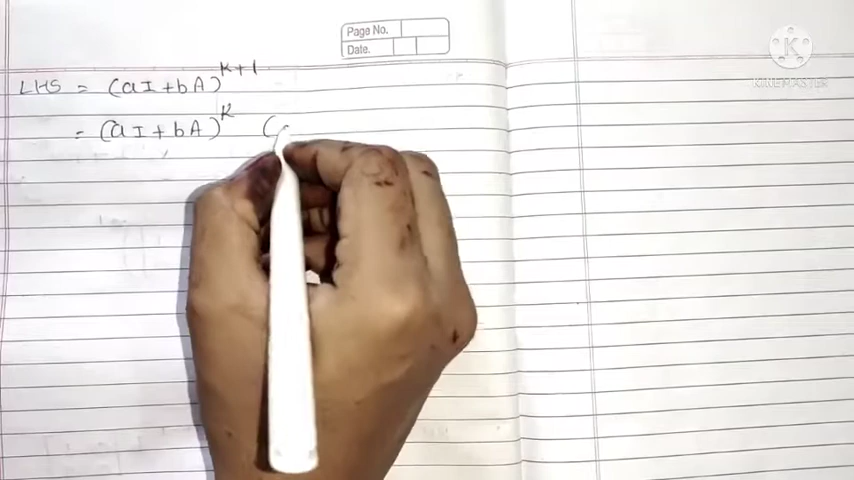 Page No.
Date.
LHS = (aI+bA)^{k+1}
= (aI+bA)^k (a
K
KINEMASTER